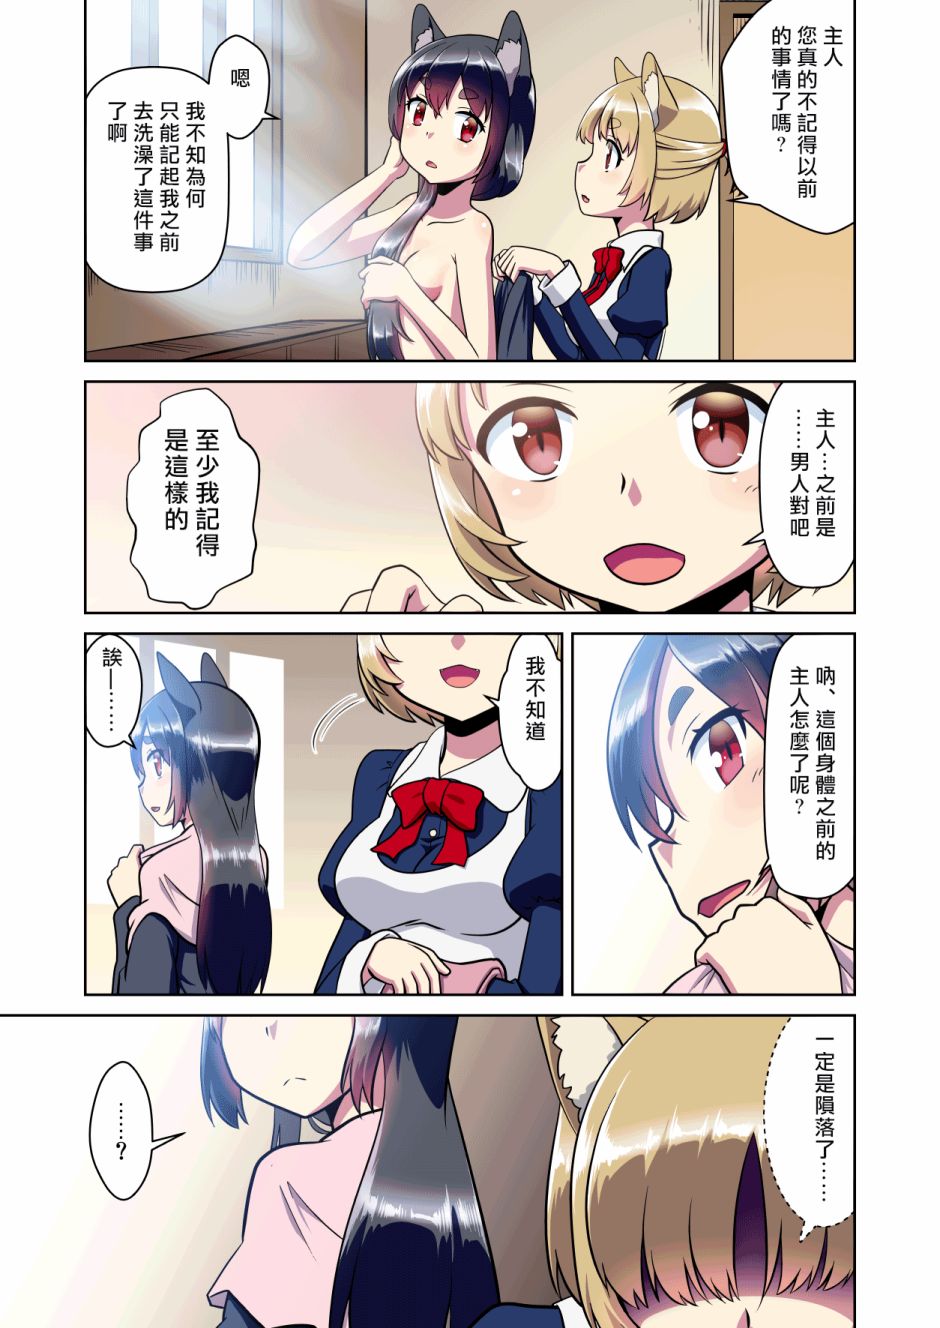 主人
您真的不記得以前
的事情了嗎?
嗯
我不知為何
只能記起我之前
去洗澡了這件事
了啊
主人…之前是
……男人對吧
至少我記得
是這樣的
吶、這個身體之前的
主人怎麼了呢?
我不知道
誒—……
一定是隕落了……
……?